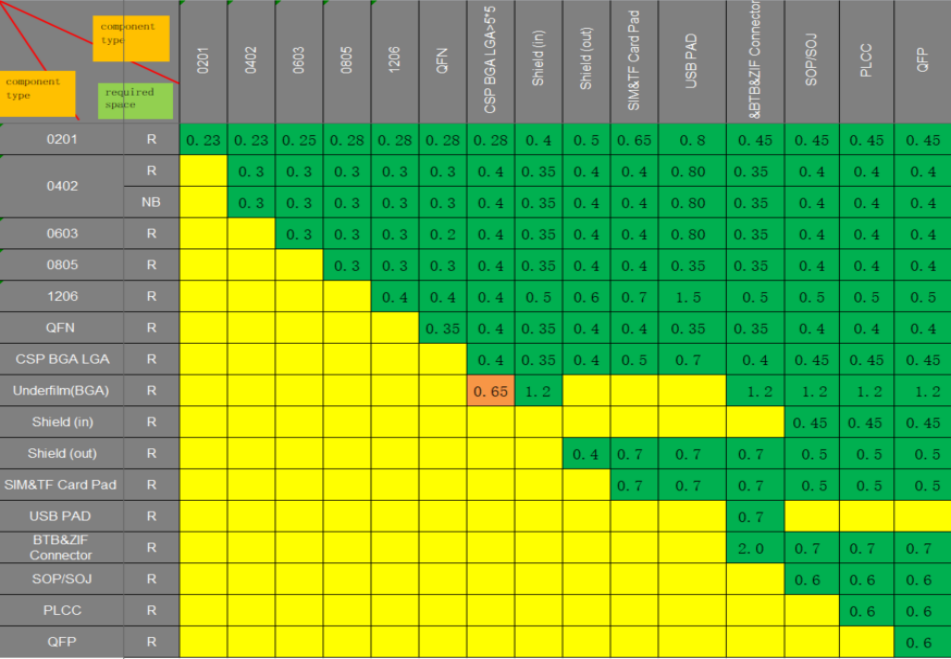 component
type
component
type
required
space
0201 0402 0603 0805 1206 QFN CSP BGA LGA>5*5 Shield (in) Shield (out) SIM&TF Card Pad USB PAD &BTB&ZIF Connector SOP/SOJ PLCC QFP
0201 R 0.23 0.23 0.25 0.28 0.28 0.28 0.28 0.4 0.5 0.65 0.8 0.45 0.45 0.45 0.45
0402 R 0.3 0.3 0.3 0.3 0.3 0.4 0.35 0.4 0.4 0.80 0.35 0.4 0.4 0.4
NB 0.3 0.3 0.3 0.3 0.3 0.4 0.35 0.4 0.4 0.80 0.35 0.4 0.4 0.4
0603 R 0.3 0.3 0.3 0.2 0.4 0.35 0.4 0.4 0.80 0.35 0.4 0.4 0.4
0805 R 0.3 0.3 0.3 0.4 0.35 0.4 0.4 0.35 0.35 0.4 0.4 0.4
1206 R 0.4 0.4 0.4 0.5 0.6 0.7 1.5 0.5 0.5 0.5 0.5
QFN R 0.35 0.4 0.35 0.4 0.4 0.35 0.35 0.4 0.4 0.4
CSP BGA LGA R 0.4 0.35 0.4 0.5 0.7 0.4 0.45 0.45 0.45
Underfilm(BGA) R 0.65 1.2 1.2 1.2 1.2 1.2
Shield (in) R 0.45 0.45 0.45
Shield (out) R 0.4 0.7 0.7 0.7 0.5 0.5 0.5
SIM&TF Card Pad R 0.7 0.7 0.7 0.5 0.5 0.5
USB PAD R 0.7
BTB&ZIF
Connector R 2.0 0.7 0.7 0.7
SOP/SOJ R 0.6 0.6 0.6
PLCC R 0.6 0.6
QFP R 0.6